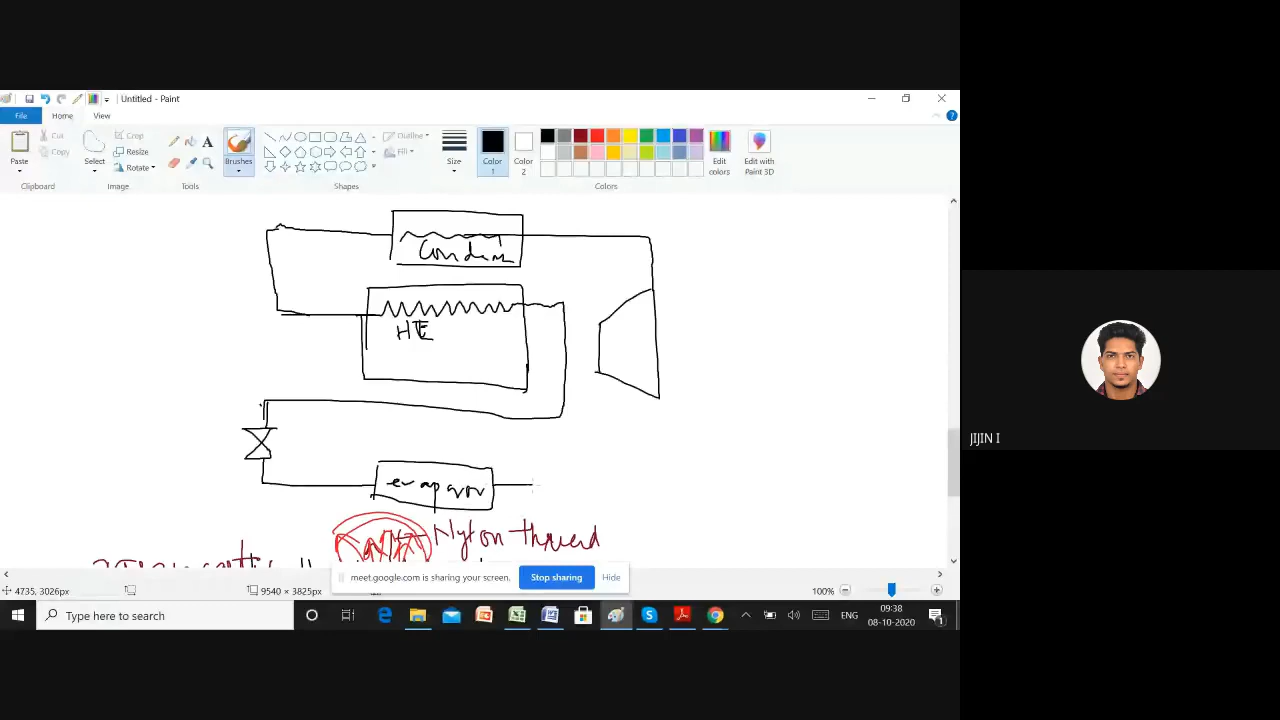 Untitled - Paint
File Home View
Paste Cut Copy Clipboard
Select Crop Resize Rotate Image
Tools
Brushes
Shapes Outline Fill
Size
Color 1 Color 2
Edit colors
Edit with Paint 3D
Colors
HE
Nylon thread
JIJIN I
meet.google.com is sharing your screen. Stop sharing Hide
4735, 3026px 9540 × 3825px 100%
Type here to search
ENG 09:38 08-10-2020